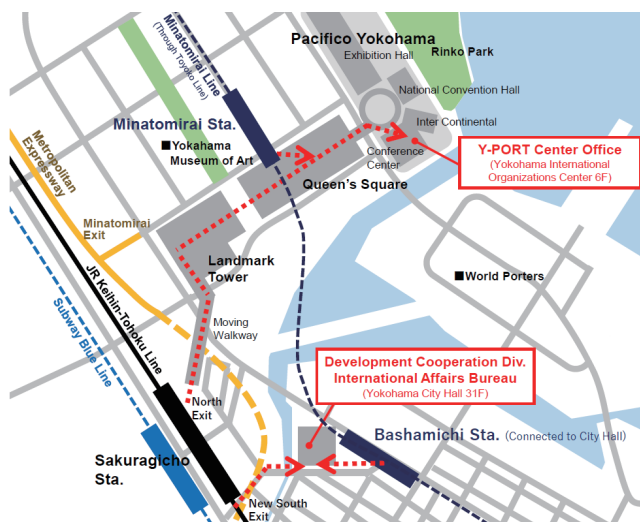 Pacifico Yokohama
Exhibition Hall
Rinko Park
Minatomirai Line
(Through Toyoko Line)
National Convention Hall
Inter Continental
Minatomirai Sta.
■Yokahama
Museum of Art
Conference
Center
Y-PORT Center Office
(Yokohama International
Organizations Center 6F)
Queen's Square
Metropolitan
Expressway
Minatomirai
Exit
Landmark
Tower
■World Porters
JR Keihin-Tohoku Line
Subway Blue Line
Moving
Walkway
Development Cooperation Div.
International Affairs Bureau
(Yokohama City Hall 31F)
North
Exit
Bashamichi Sta. (Connected to City Hall)
Sakuragicho
Sta.
New South
Exit